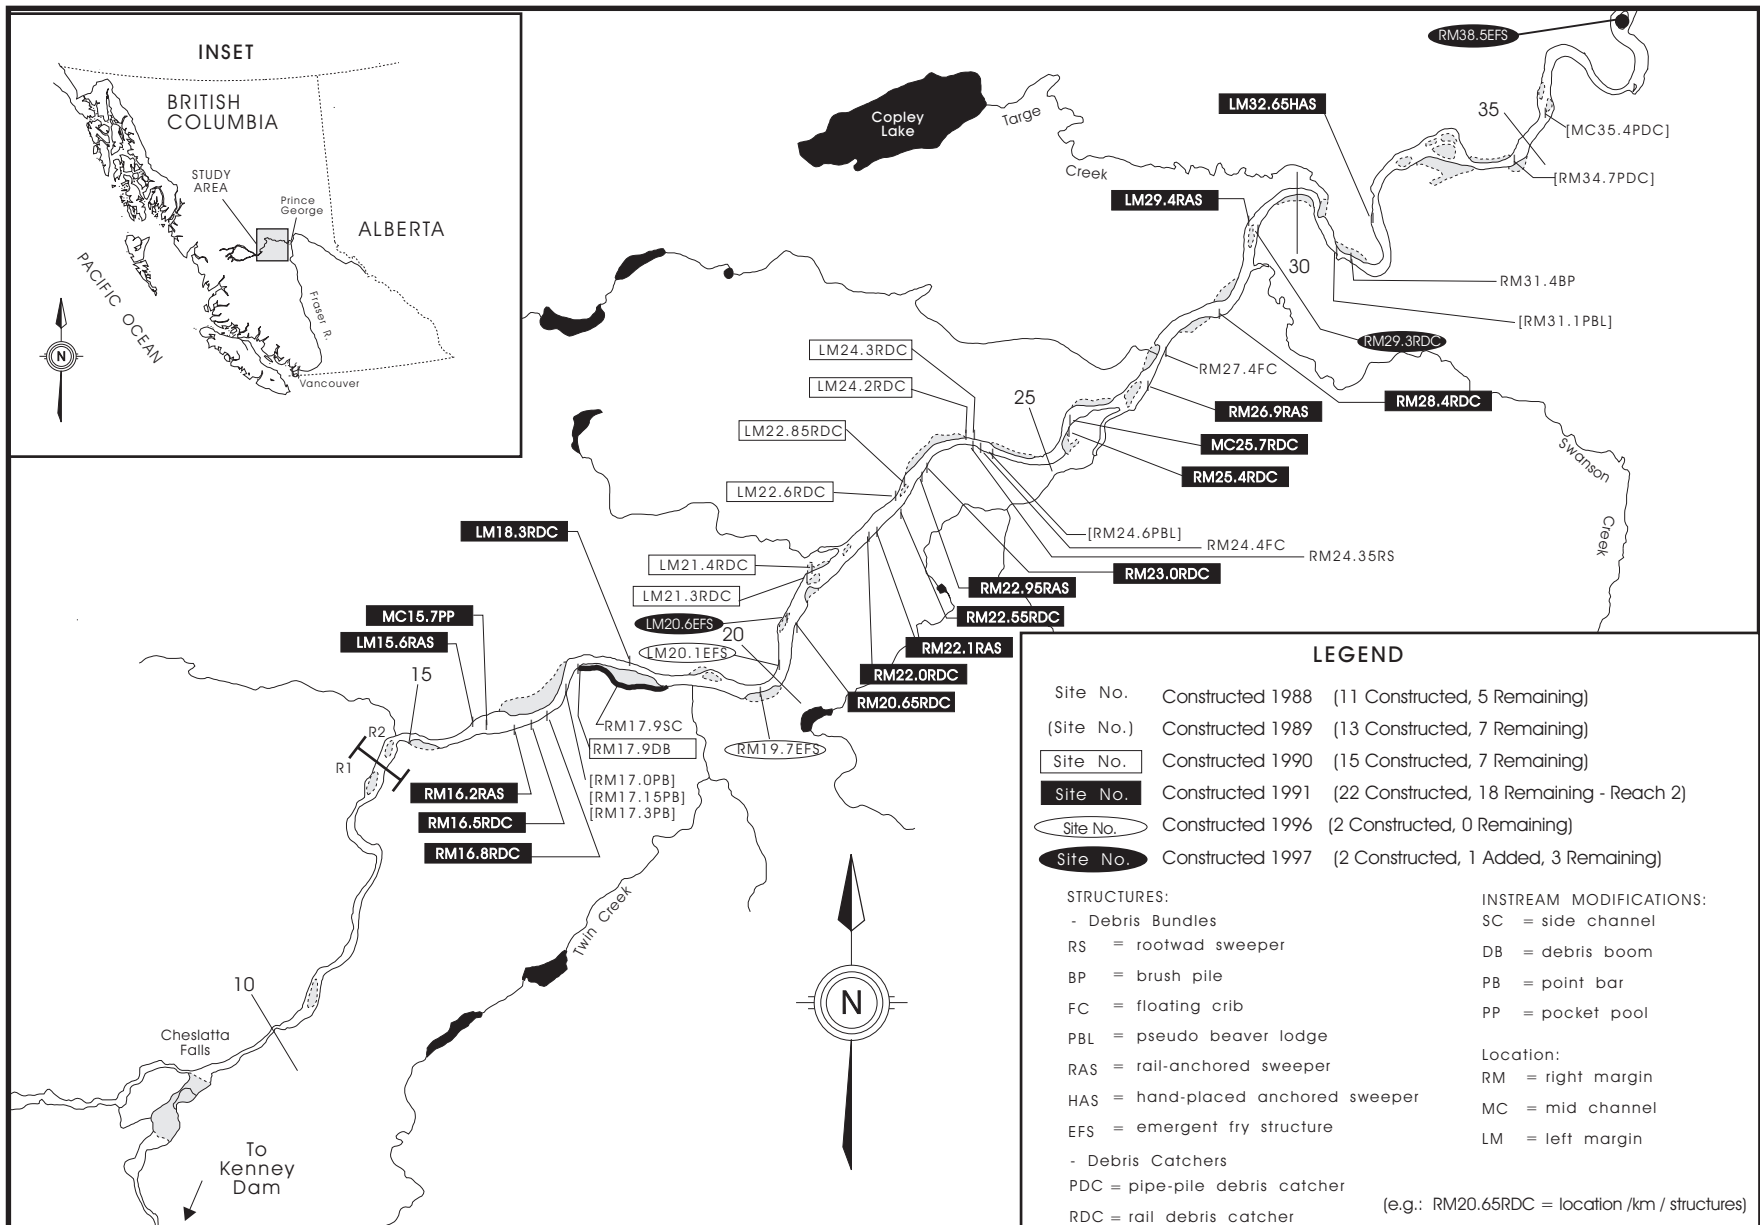 INSET
BRITISH
COLUMBIA
STUDY
AREA
Prince
George
ALBERTA
PACIFIC OCEAN
Fraser R.
Vancouver
N
Copley
Lake
Targe
Creek
RM38.5EFS
LM32.65HAS
35
[MC35.4PDC]
[RM34.7PDC]
LM29.4RAS
30
RM31.4BP
[RM31.1PBL]
RM29.3RDC
RM27.4FC
RM28.4RDC
RM26.9RAS
MC25.7RDC
RM25.4RDC
Swanson
Creek
LM24.3RDC
LM24.2RDC
25
LM22.85RDC
LM22.6RDC
[RM24.6PBL]
RM24.4FC
RM24.35RS
RM23.0RDC
RM22.95RAS
RM22.55RDC
RM22.1RAS
RM22.0RDC
RM20.65RDC
LM18.3RDC
LM21.4RDC
LM21.3RDC
LM20.6EFS
20
LM20.1EFS
MC15.7PP
LM15.6RAS
15
R2
R1
RM17.9SC
RM17.9DB
RM19.7EFS
[RM17.0PB]
[RM17.15PB]
[RM17.3PB]
RM16.2RAS
RM16.5RDC
RM16.8RDC
Twin Creek
10
Cheslatta
Falls
To
Kenney
Dam
N
LEGEND
Site No. Constructed 1988 (11 Constructed, 5 Remaining)
(Site No.) Constructed 1989 (13 Constructed, 7 Remaining)
Site No. Constructed 1990 (15 Constructed, 7 Remaining)
Site No. Constructed 1991 (22 Constructed, 18 Remaining - Reach 2)
Site No. Constructed 1996 (2 Constructed, 0 Remaining)
Site No. Constructed 1997 (2 Constructed, 1 Added, 3 Remaining)
STRUCTURES:
- Debris Bundles
RS = rootwad sweeper
BP = brush pile
FC = floating crib
PBL = pseudo beaver lodge
RAS = rail-anchored sweeper
HAS = hand-placed anchored sweeper
EFS = emergent fry structure
- Debris Catchers
PDC = pipe-pile debris catcher
RDC = rail debris catcher
INSTREAM MODIFICATIONS:
SC = side channel
DB = debris boom
PB = point bar
PP = pocket pool
Location:
RM = right margin
MC = mid channel
LM = left margin
(e.g.: RM20.65RDC = location /km / structures)